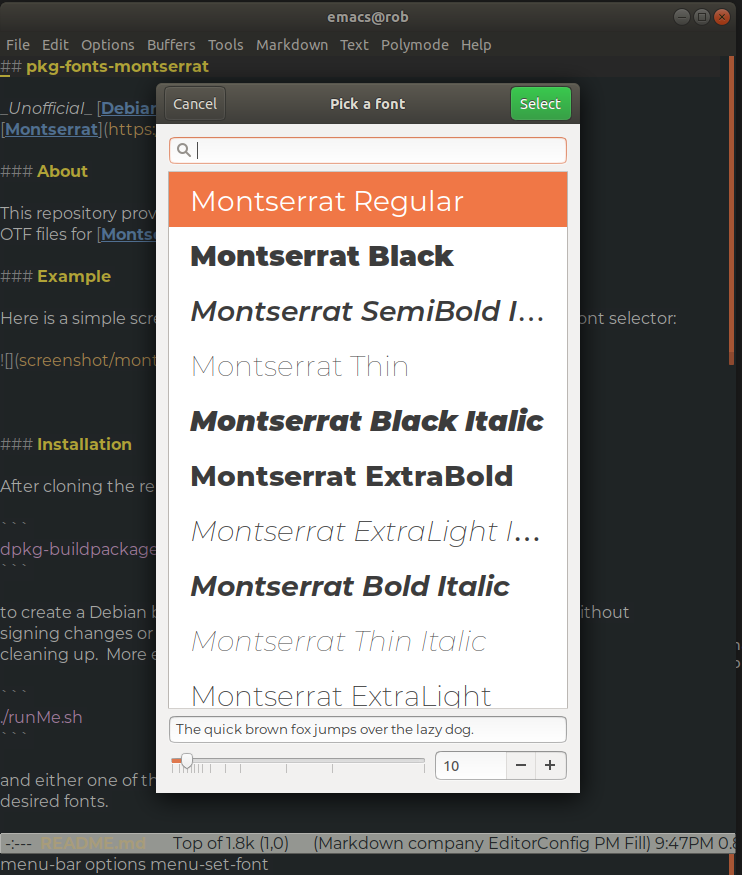 emacs@rob
File Edit Options Buffers Tools Markdown Text Polymode Help
## pkg-fonts-montserrat
_Unofficial_ [Debian
[Montserrat](https:
### About
This repository prov
OTF files for [Monts
### Example
Here is a simple scre
ont selector:
![](screenshot/mont
### Installation
After cloning the re
```
dpkg-buildpackage
```
to create a Debian b
ithout
signing changes or
cleaning up. More e
```
./runMe.sh
```
and either one of th
desired fonts.
-:--- README.md Top of 1.8k (1,0) (Markdown company EditorConfig PM Fill) 9:47PM 0.8
menu-bar options menu-set-font
Cancel Pick a font Select
Montserrat Regular
Montserrat Black
Montserrat SemiBold I...
Montserrat Thin
Montserrat Black Italic
Montserrat ExtraBold
Montserrat ExtraLight I...
Montserrat Bold Italic
Montserrat Thin Italic
Montserrat ExtraLight
The quick brown fox jumps over the lazy dog.
10 − +